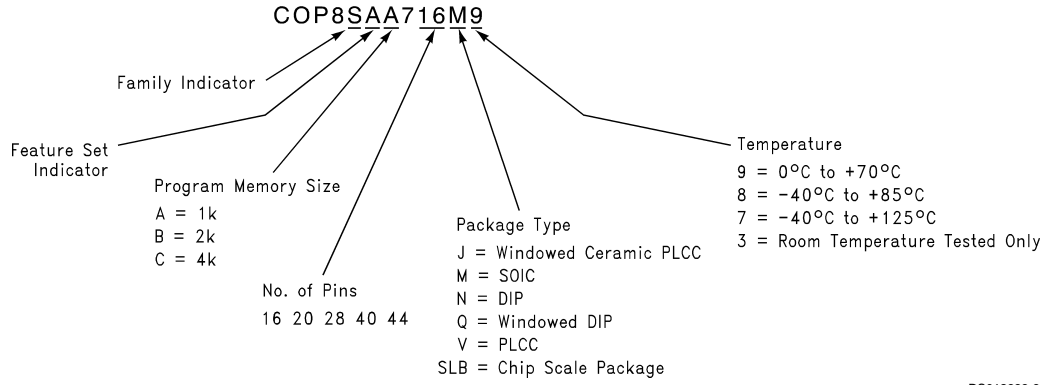 COP8SAA716M9
Family Indicator
Feature Set
Indicator
Program Memory Size
A = 1k
B = 2k
C = 4k
No. of Pins
16 20 28 40 44
Package Type
J = Windowed Ceramic PLCC
M = SOIC
N = DIP
Q = Windowed DIP
V = PLCC
SLB = Chip Scale Package
Temperature
9 = 0°C to +70°C
8 = −40°C to +85°C
7 = −40°C to +125°C
3 = Room Temperature Tested Only